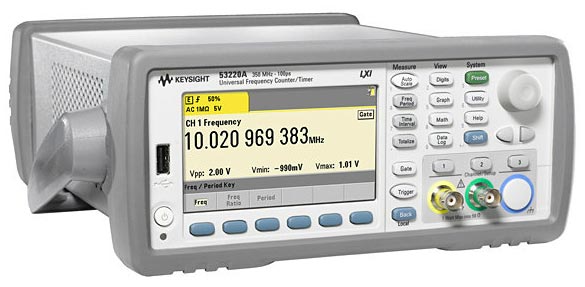 KEYSIGHT 53220A 350 MHz - 100ps
Universal Frequency Counter/Timer
LXI
E 50%
AC 1MΩ 5V
CH 1 Frequency
Gate
10.020 969 383MHz
Vpp: 2.00 V Vmin: -990mV Vmax: 1.01 V
Freq / Period Key
Freq
Freq Ratio
Period
Measure View System
Auto Scale
Digits
Preset
Freq Period
Graph
Utility
Time Interval
Math
Help
Totalize
Data Log
Shift
Gate
1 2 3
Channel Setup
Trigger
Back
Local